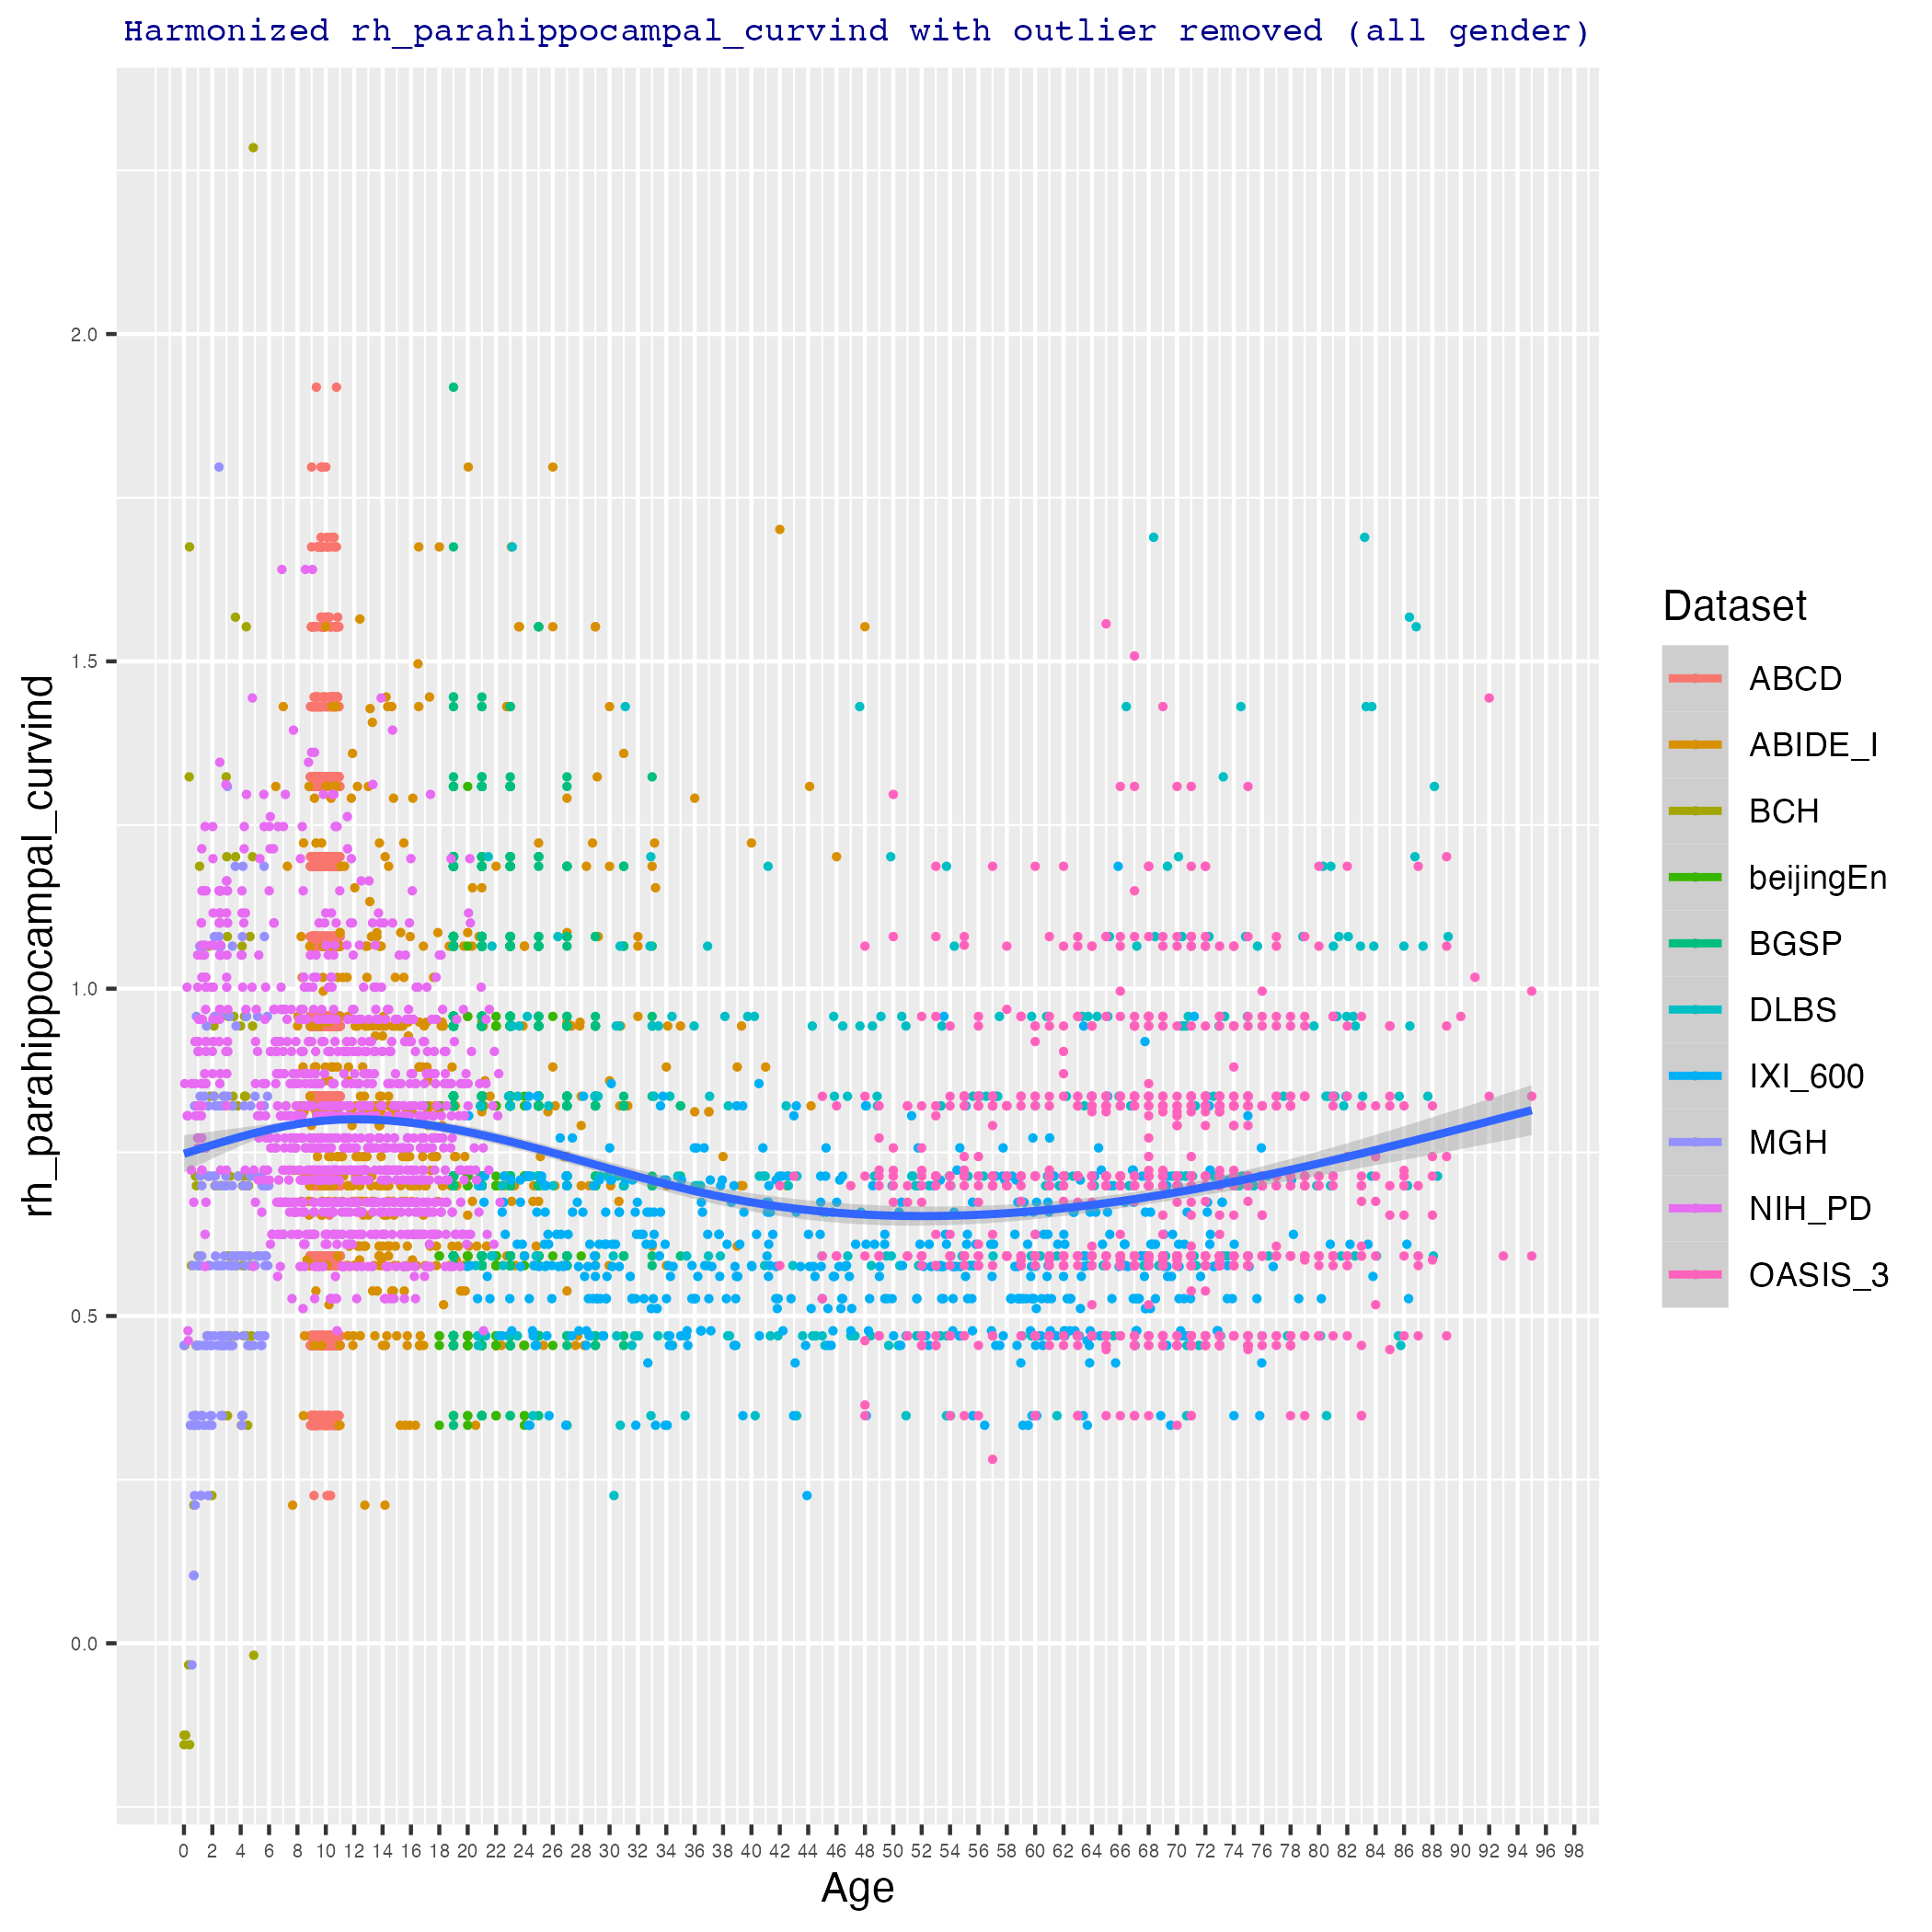 Harmonized rh_parahippocampal_curvind with outlier removed (all gender)
rh_parahippocampal_curvind
2.0
1.5
1.0
0.5
0.0
0 2 4 6 8 10 12 14 16 18 20 22 24 26 28 30 32 34 36 38 40 42 44 46 48 50 52 54 56 58 60 62 64 66 68 70 72 74 76 78 80 82 84 86 88 90 92 94 96 98
Age
Dataset
ABCD
ABIDE_I
BCH
beijingEn
BGSP
DLBS
IXI_600
MGH
NIH_PD
OASIS_3